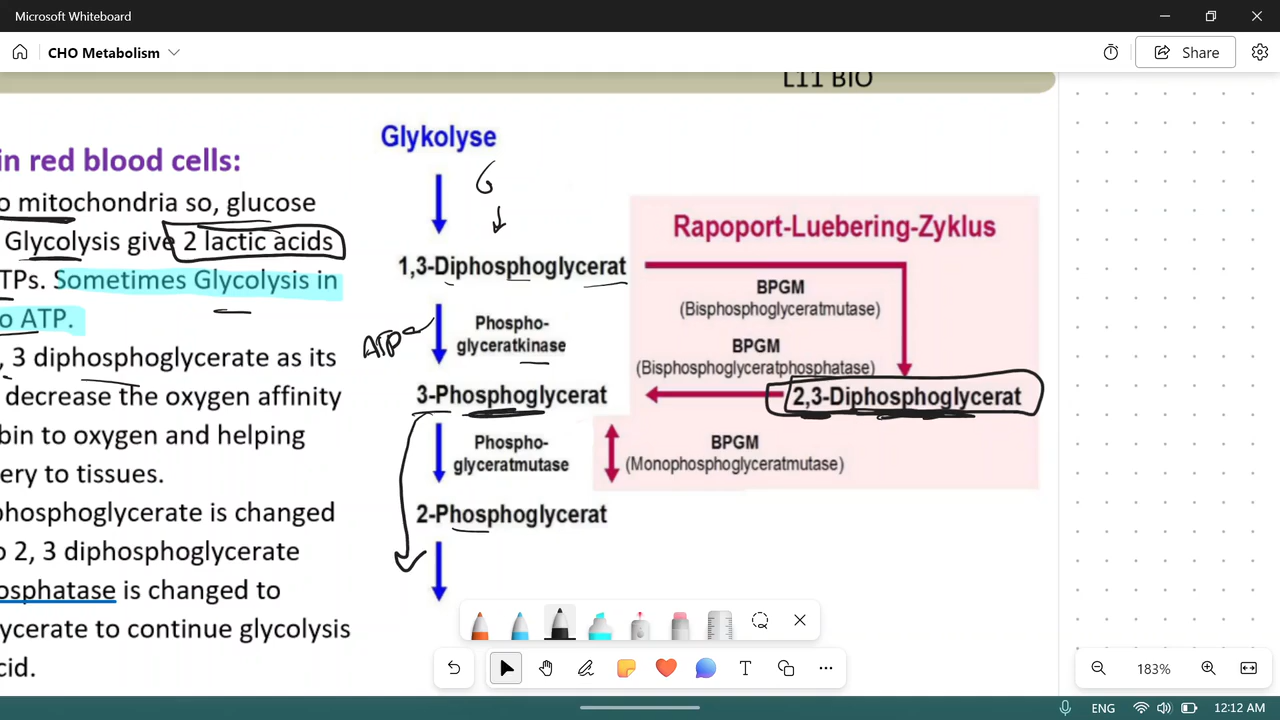 Microsoft Whiteboard
CHO Metabolism
Share
L11 BIO
in red blood cells:
o mitochondria so, glucose
Glycolysis give 2 lactic acids
TPs. Sometimes Glycolysis in
o ATP.
, 3 diphosphoglycerate as its
decrease the oxygen affinity
bin to oxygen and helping
ery to tissues.
phosphoglycerate is changed
o 2, 3 diphosphoglycerate
osphatase is changed to
ycerate to continue glycolysis
cid.
Glykolyse
G
1,3-Diphosphoglycerat
ATP
Phospho-
glyceratkinase
3-Phosphoglycerat
Phospho-
glyceratmutase
2-Phosphoglycerat
Rapoport-Luebering-Zyklus
BPGM
(Bisphosphoglyceratmutase)
BPGM
(Bisphosphoglyceratphosphatase)
2,3-Diphosphoglycerat
BPGM
(Monophosphoglyceratmutase)
T
183%
ENG
12:12 AM